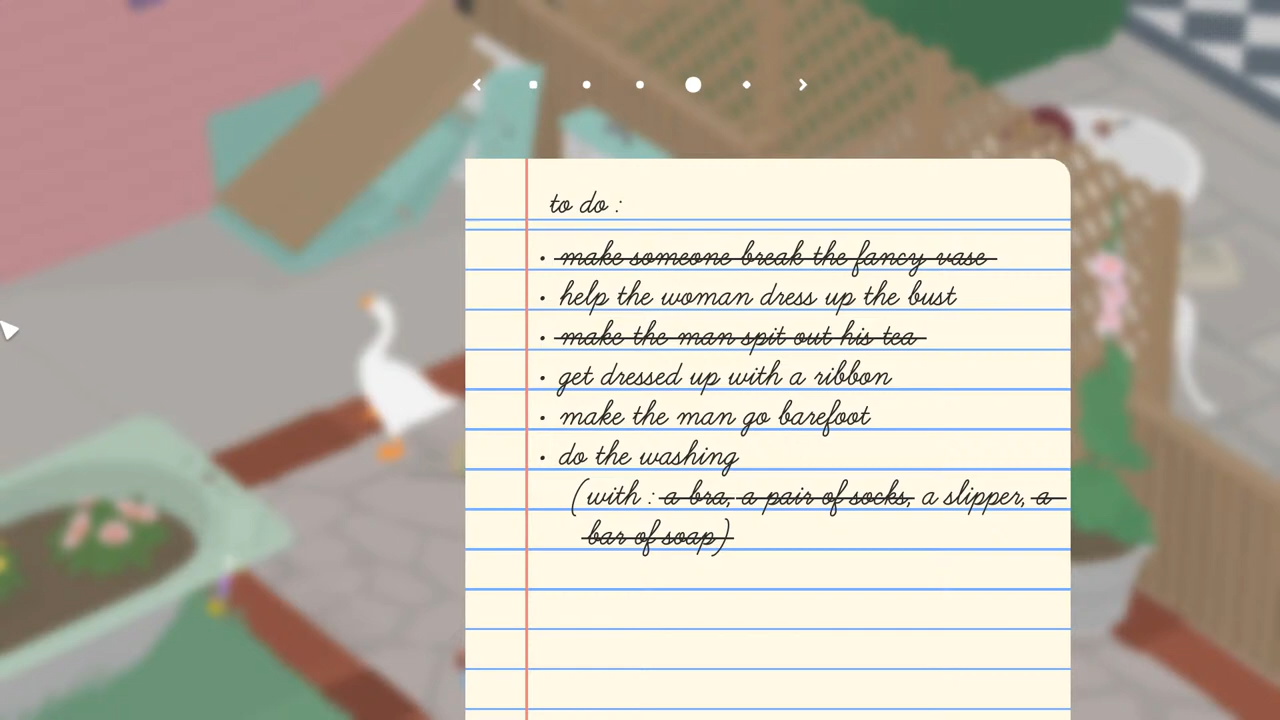 to do :
• make someone break the fancy vase
• help the woman dress up the bust
• make the man spit out his tea
• get dressed up with a ribbon
• make the man go barefoot
• do the washing
(with : a bra, a pair of socks, a slipper, a
bar of soap)